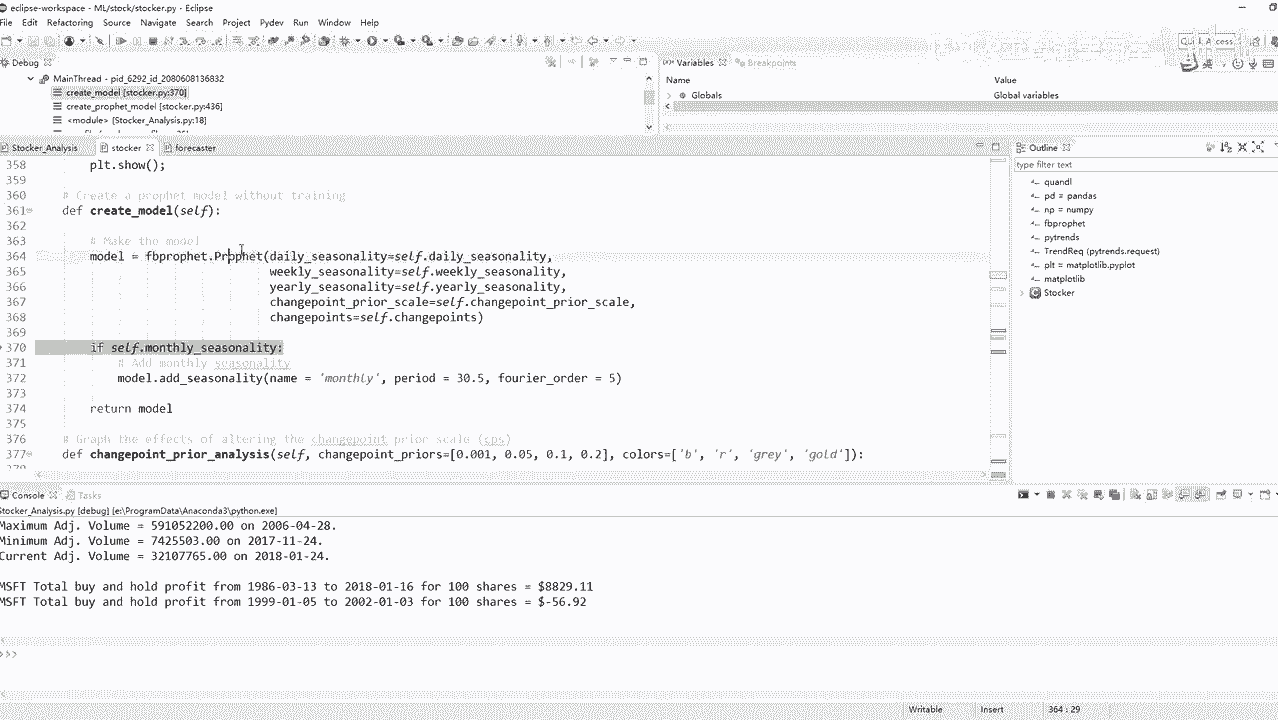 eclipse-workspace - ML/stock/stocker.py - Eclipse
File Edit Refactoring Source Navigate Search Project Pydev Run Window Help
Debug
MainThread - pid_6292_id_2080608136832
create_model [stocker.py:370]
create_prophet_model [stocker.py:436]
<module> [Stocker_Analysis.py:18]
Variables Breakpoints
Name Value
Globals Global variables
Stocker_Analysis stocker forecaster
358 plt.show();
359
360 # Create a prophet model without training
361 def create_model(self):
362
363 # Make the model
364 model = fbprophet.Prophet(daily_seasonality=self.daily_seasonality,
365 weekly_seasonality=self.weekly_seasonality,
366 yearly_seasonality=self.yearly_seasonality,
367 changepoint_prior_scale=self.changepoint_prior_scale,
368 changepoints=self.changepoints)
369
370 if self.monthly_seasonality:
371 # Add monthly seasonality
372 model.add_seasonality(name = 'monthly', period = 30.5, fourier_order = 5)
373
374 return model
375
376 # Graph the effects of altering the changepoint prior scale (cps)
377 def changepoint_prior_analysis(self, changepoint_priors=[0.001, 0.05, 0.1, 0.2], colors=['b', 'r', 'grey', 'gold']):
Outline
type filter text
quandl
pd = pandas
np = numpy
fbprophet
pytrends
TrendReq (pytrends.request)
plt = matplotlib.pyplot
matplotlib
Stocker
Console Tasks
Stocker_Analysis.py [debug] [e:\ProgramData\Anaconda3\python.exe]
Maximum Adj. Volume = 591052200.00 on 2006-04-28.
Minimum Adj. Volume = 7425503.00 on 2017-11-24.
Current Adj. Volume = 32107765.00 on 2018-01-24.
MSFT Total buy and hold profit from 1986-03-13 to 2018-01-16 for 100 shares = $8829.11
MSFT Total buy and hold profit from 1999-01-05 to 2002-01-03 for 100 shares = $-56.92
>>>
Writable Insert 364 : 29